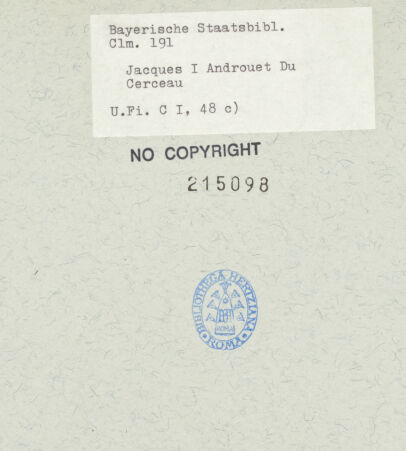 Bayerische Staatsbibl.
Clm. 191
Jacques I Androuet Du
Cerceau
U.Fi. C I, 48 c)
NO COPYRIGHT
215098
BIBLIOTHECA HERTZIANA
ROMA